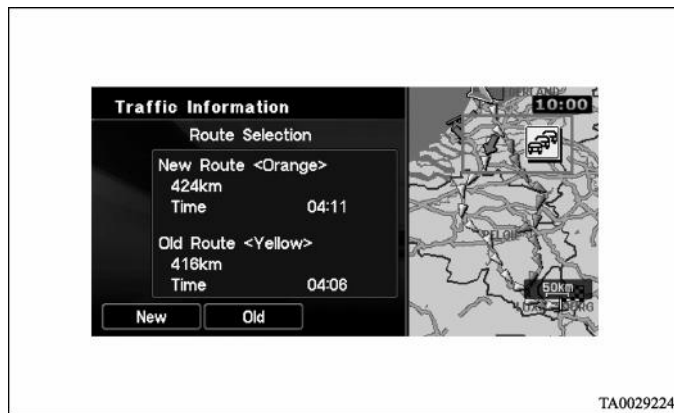 Traffic Information
10:00
Route Selection
New Route <Orange>
424km
Time 04:11
Old Route <Yellow>
416km
Time 04:06
New Old
50km
TA0029224